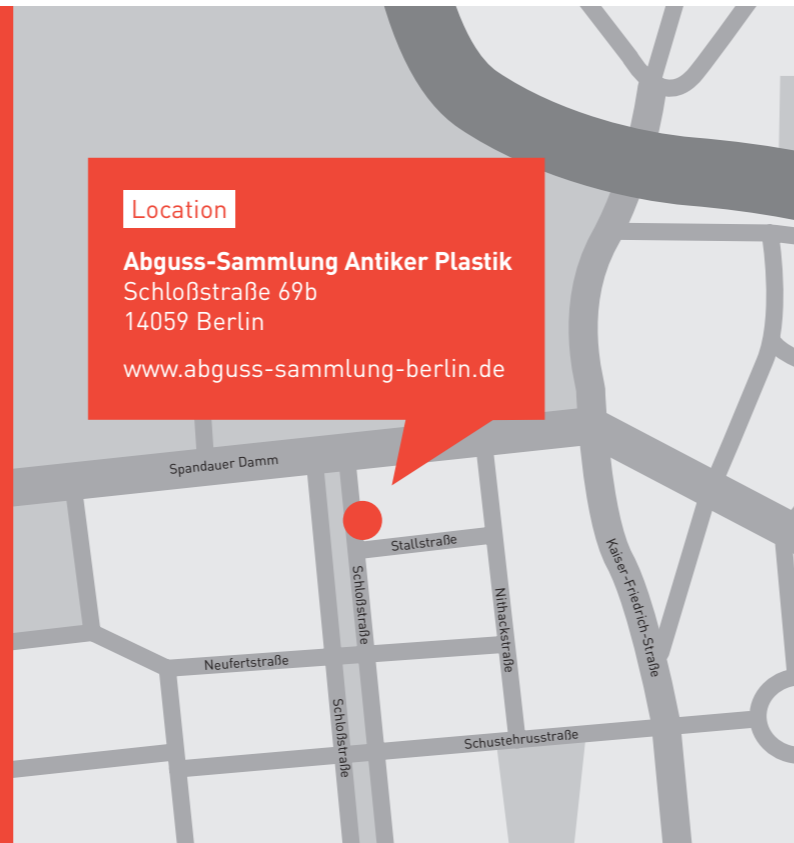 Location
Abguss-Sammlung Antiker Plastik
Schloßstraße 69b
14059 Berlin
www.abguss-sammlung-berlin.de
Spandauer Damm
Stallstraße
Schloßstraße
Nithackstraße
Kaiser-Friedrich-Straße
Neufertstraße
Schloßstraße
Schustehrusstraße